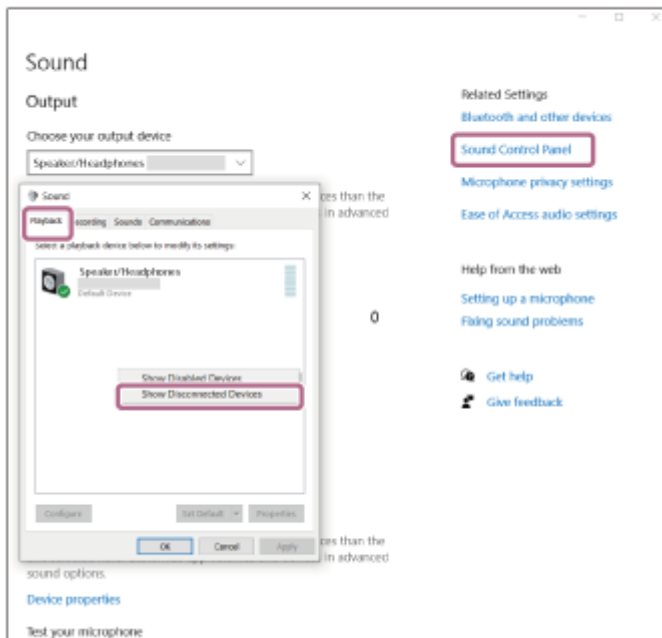 Sound
Output
Choose your output device
Speaker/Headphones
Sound
Playback
ecording
Sounds
Communications
Select a playback device below to modify its settings:
Speaker/Headphones
Default Device
Show Disabled Devices
Show Disconnected Devices
Configure
Set Default
Properties
OK
Cancel
Apply
ces than the
in advanced
0
ces than the
in advanced
sound options.
Device properties
Test your microphone
Related Settings
Bluetooth and other devices
Sound Control Panel
Microphone privacy settings
Ease of Access audio settings
Help from the web
Setting up a microphone
Fixing sound problems
Get help
Give feedback